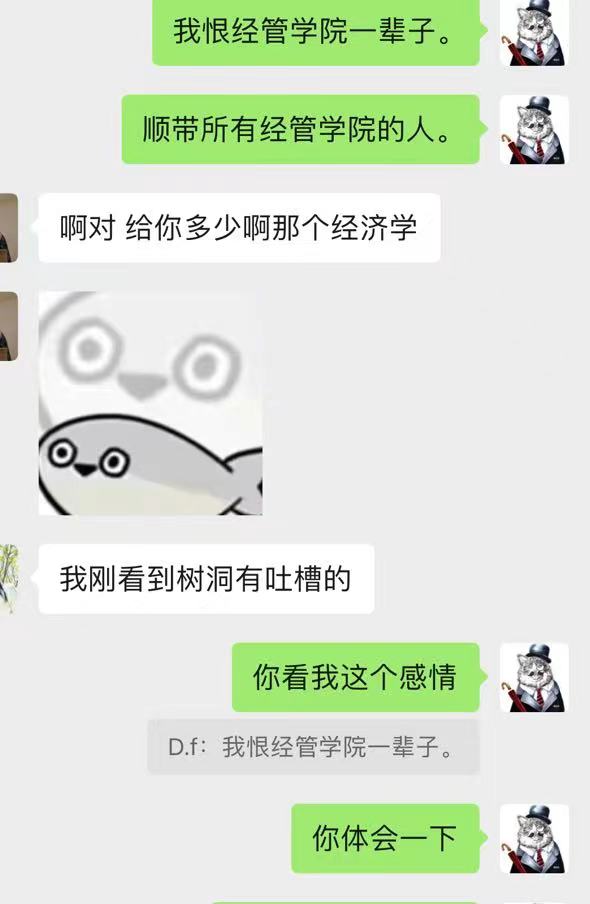 我恨经管学院一辈子。
顺带所有经管学院的人。
啊对 给你多少啊那个经济学
我刚看到树洞有吐槽的
你看我这个感情
D.f：我恨经管学院一辈子。
你体会一下